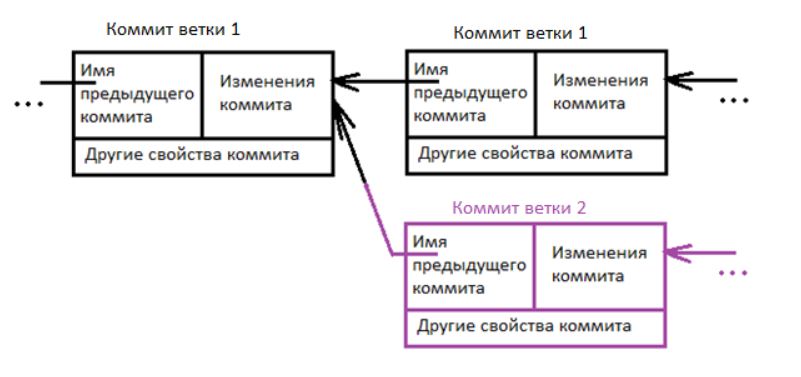 Коммит ветки 1
Имя
предыдущего
коммита
Изменения
коммита
Другие свойства коммита
...
Коммит ветки 1
Имя
предыдущего
коммита
Изменения
коммита
Другие свойства коммита
...
Коммит ветки 2
Имя
предыдущего
коммита
Изменения
коммита
Другие свойства коммита
...